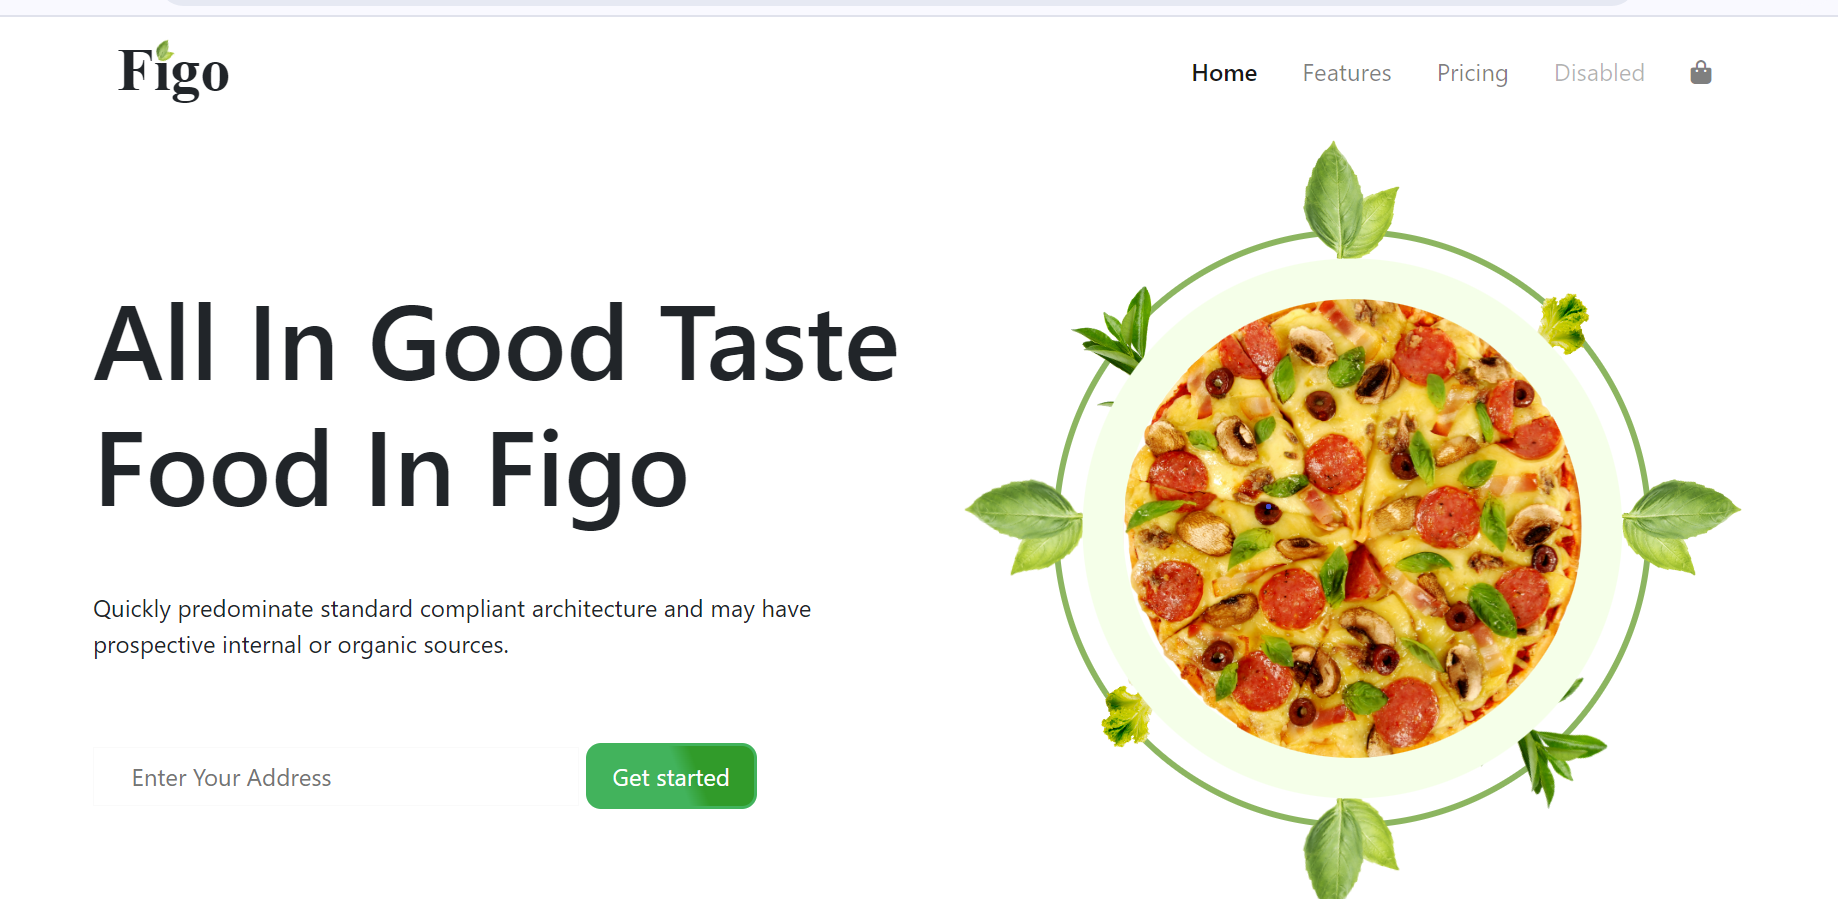 Figo
Home Features Pricing Disabled
All In Good Taste
Food In Figo
Quickly predominate standard compliant architecture and may have
prospective internal or organic sources.
Enter Your Address
Get started